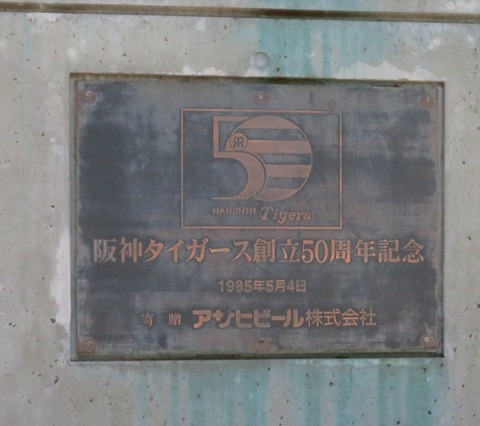 50
HANSHIN Tigers
阪神タイガース創立50周年記念
1985年5月4日
寄贈 アサヒビール株式会社